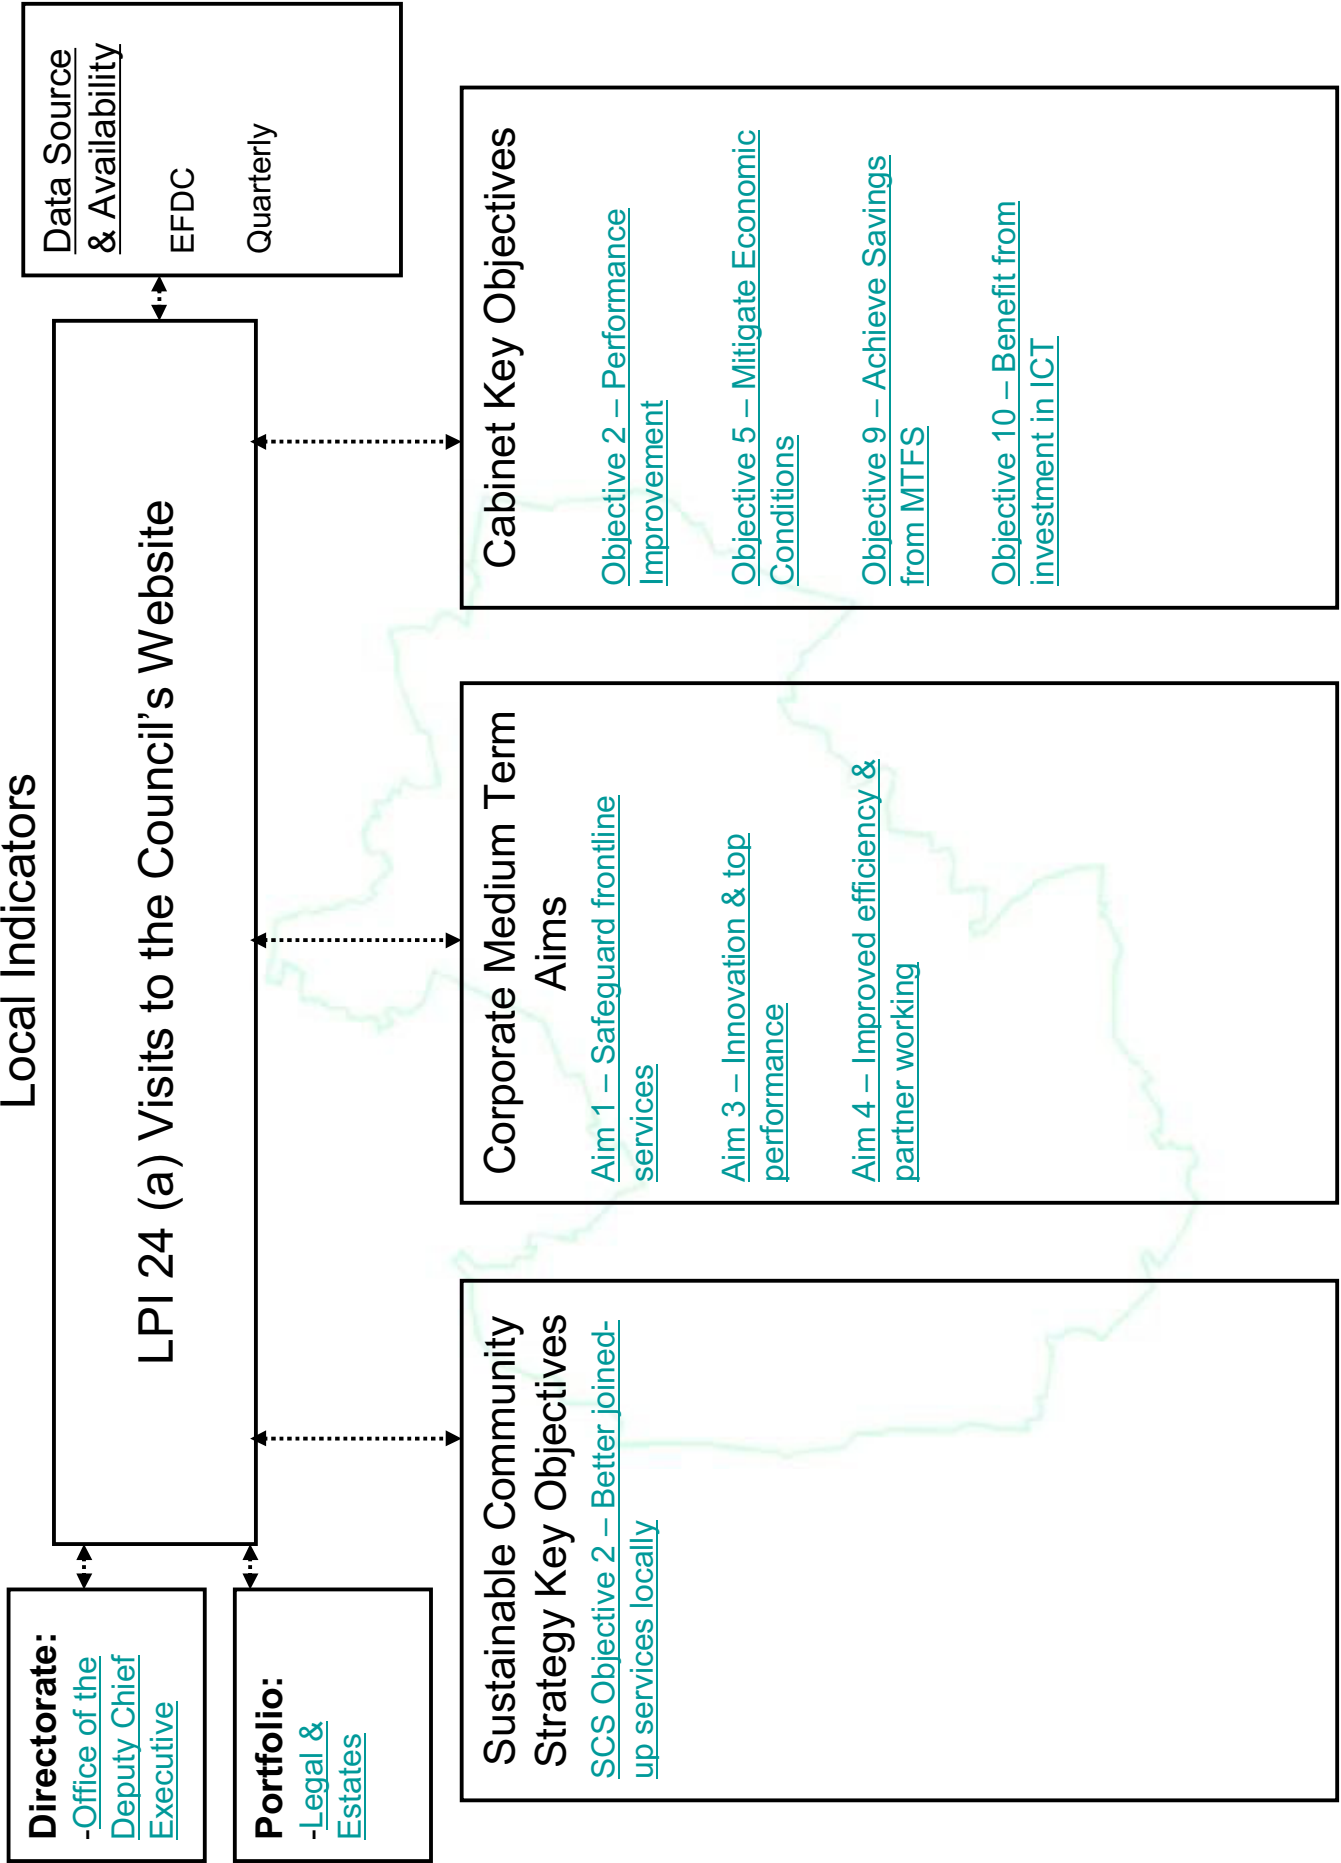 Local Indicators
Directorate:
-Office of the
Deputy Chief
Executive
Portfolio:
-Legal &
Estates
LPI 24 (a) Visits to the Council’s Website
Data Source
& Availability
EFDC
Quarterly
Sustainable Community
Strategy Key Objectives
SCS Objective 2 – Better joined-
up services locally
Corporate Medium Term
Aims
Aim 1 – Safeguard frontline
services
Aim 3 – Innovation & top
performance
Aim 4 – Improved efficiency &
partner working
Cabinet Key Objectives
Objective 2 – Performance
Improvement
Objective 5 – Mitigate Economic
Conditions
Objective 9 – Achieve Savings
from MTFS
Objective 10 – Benefit from
investment in ICT